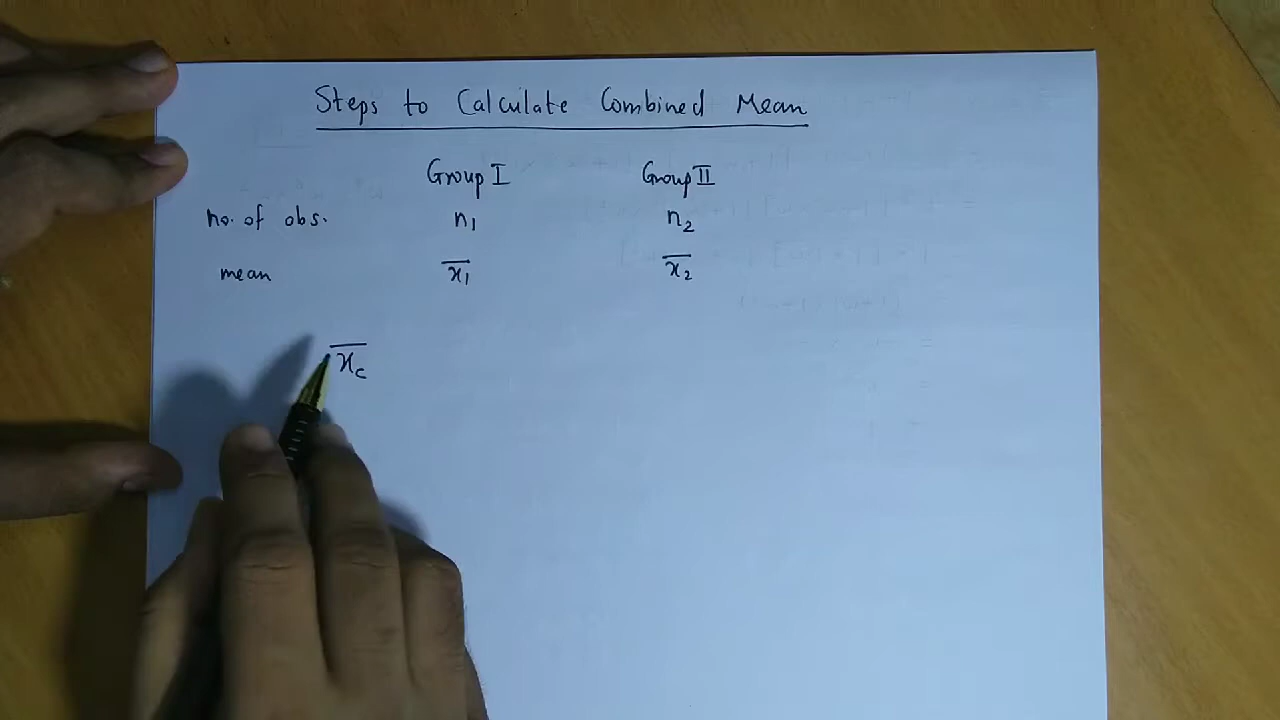 Steps to Calculate Combined Mean
Group I Group II
no. of obs. n₁ n₂
mean x̄₁ x̄₂
x̄c